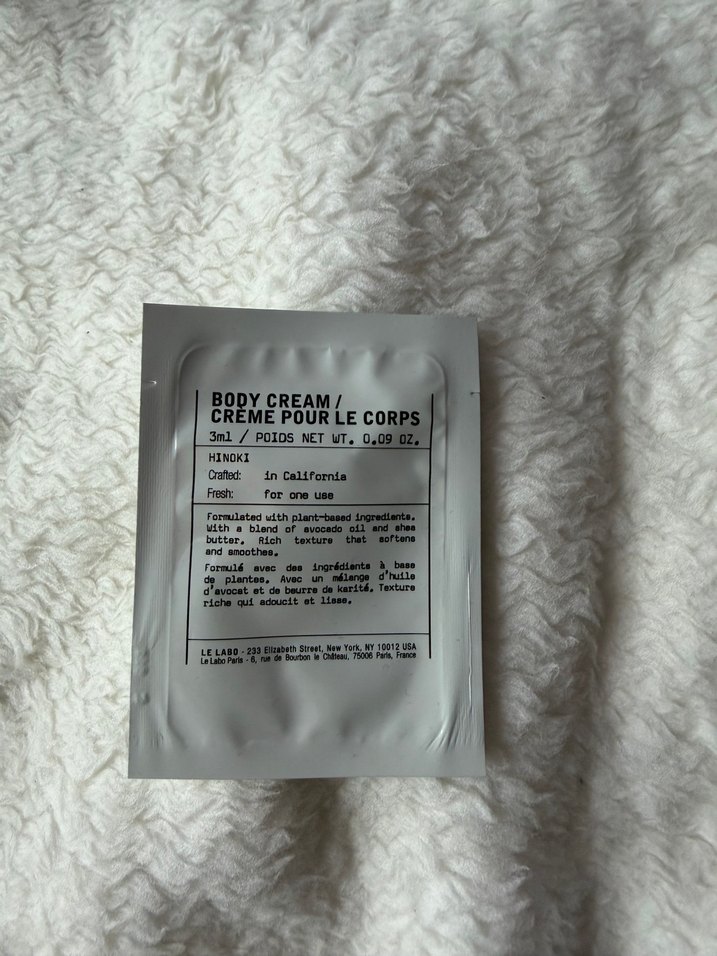 BODY CREAM /
CRÈME POUR LE CORPS
3ml / POIDS NET WT. 0.09 OZ.
HINOKI
Crafted: in California
Fresh: for one use
Formulated with plant-based ingredients.
With a blend of avocado oil and shea
butter. Rich texture that softens
and smoothes.
Formulé avec des ingrédients à base
de plantes. Avec un mélange d'huile
d'avocat et de beurre de karité. Texture
riche qui adoucit et lisse.
LE LABO - 233 Elizabeth Street, New York, NY 10012 USA
Le Labo Paris - 6, rue de Bourbon le Château, 75006 Paris, France